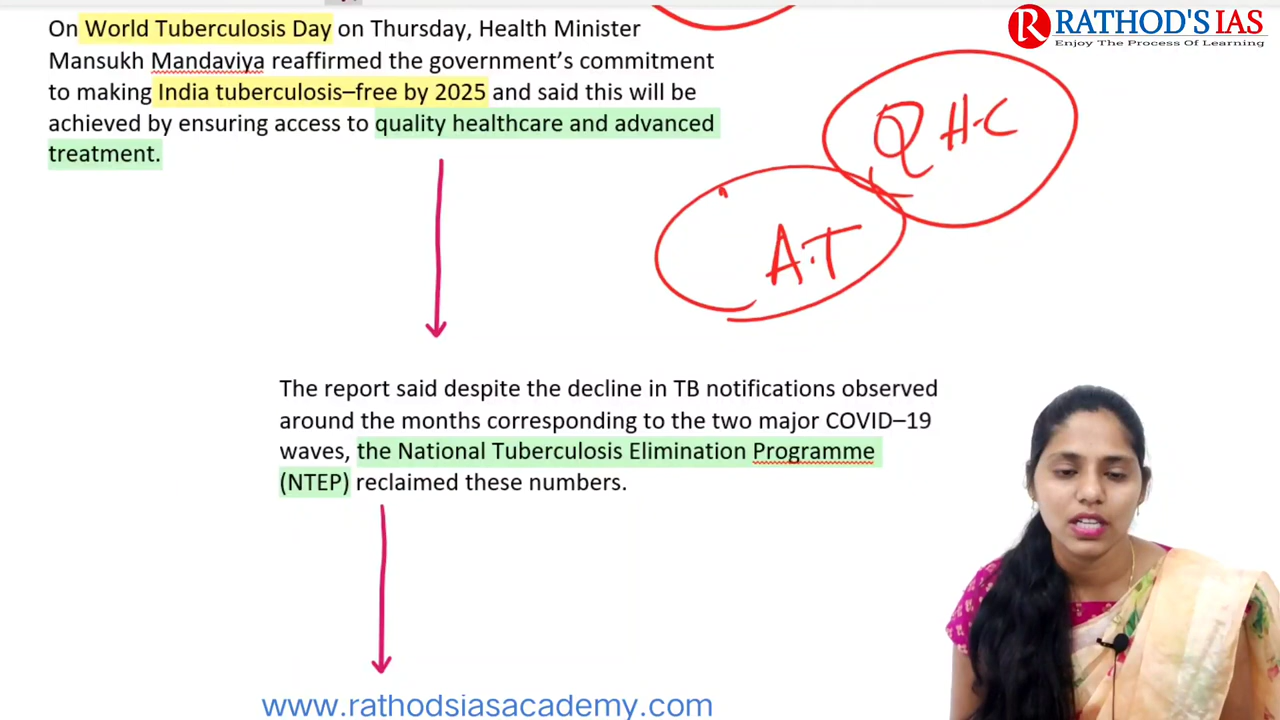 RATHOD'S IAS
Enjoy The Process Of Learning
On World Tuberculosis Day on Thursday, Health Minister
Mansukh Mandaviya reaffirmed the government’s commitment
to making India tuberculosis–free by 2025 and said this will be
achieved by ensuring access to quality healthcare and advanced
treatment.
Q H.C
A.T
The report said despite the decline in TB notifications observed
around the months corresponding to the two major COVID–19
waves, the National Tuberculosis Elimination Programme
(NTEP) reclaimed these numbers.
www.rathodsiasacademy.com